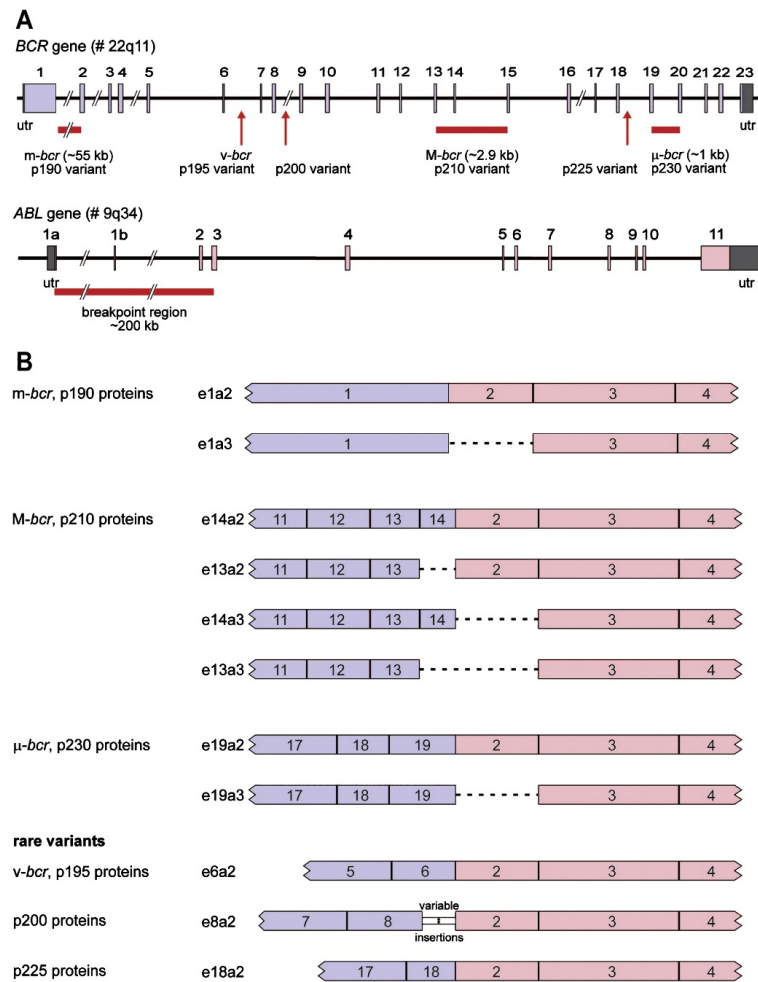 A
BCR gene (# 22q11)
1 2 3 4 5 6 7 8 9 10 11 12 13 14 15 16 17 18 19 20 21 22 23
utr utr
m-bcr (~55 kb) v-bcr M-bcr (~2.9 kb) μ-bcr (~1 kb)
p190 variant p195 variant p200 variant p210 variant p225 variant p230 variant
ABL gene (# 9q34)
1a 1b 2 3 4 5 6 7 8 9 10 11
utr utr
breakpoint region
~200 kb
B
m-bcr, p190 proteins e1a2 1 2 3 4
e1a3 1 3 4
M-bcr, p210 proteins e14a2 11 12 13 14 2 3 4
e13a2 11 12 13 2 3 4
e14a3 11 12 13 14 3 4
e13a3 11 12 13 3 4
μ-bcr, p230 proteins e19a2 17 18 19 2 3 4
e19a3 17 18 19 3 4
rare variants
v-bcr, p195 proteins e6a2 5 6 2 3 4
variable
p200 proteins e8a2 7 8 2 3 4
insertions
p225 proteins e18a2 17 18 2 3 4